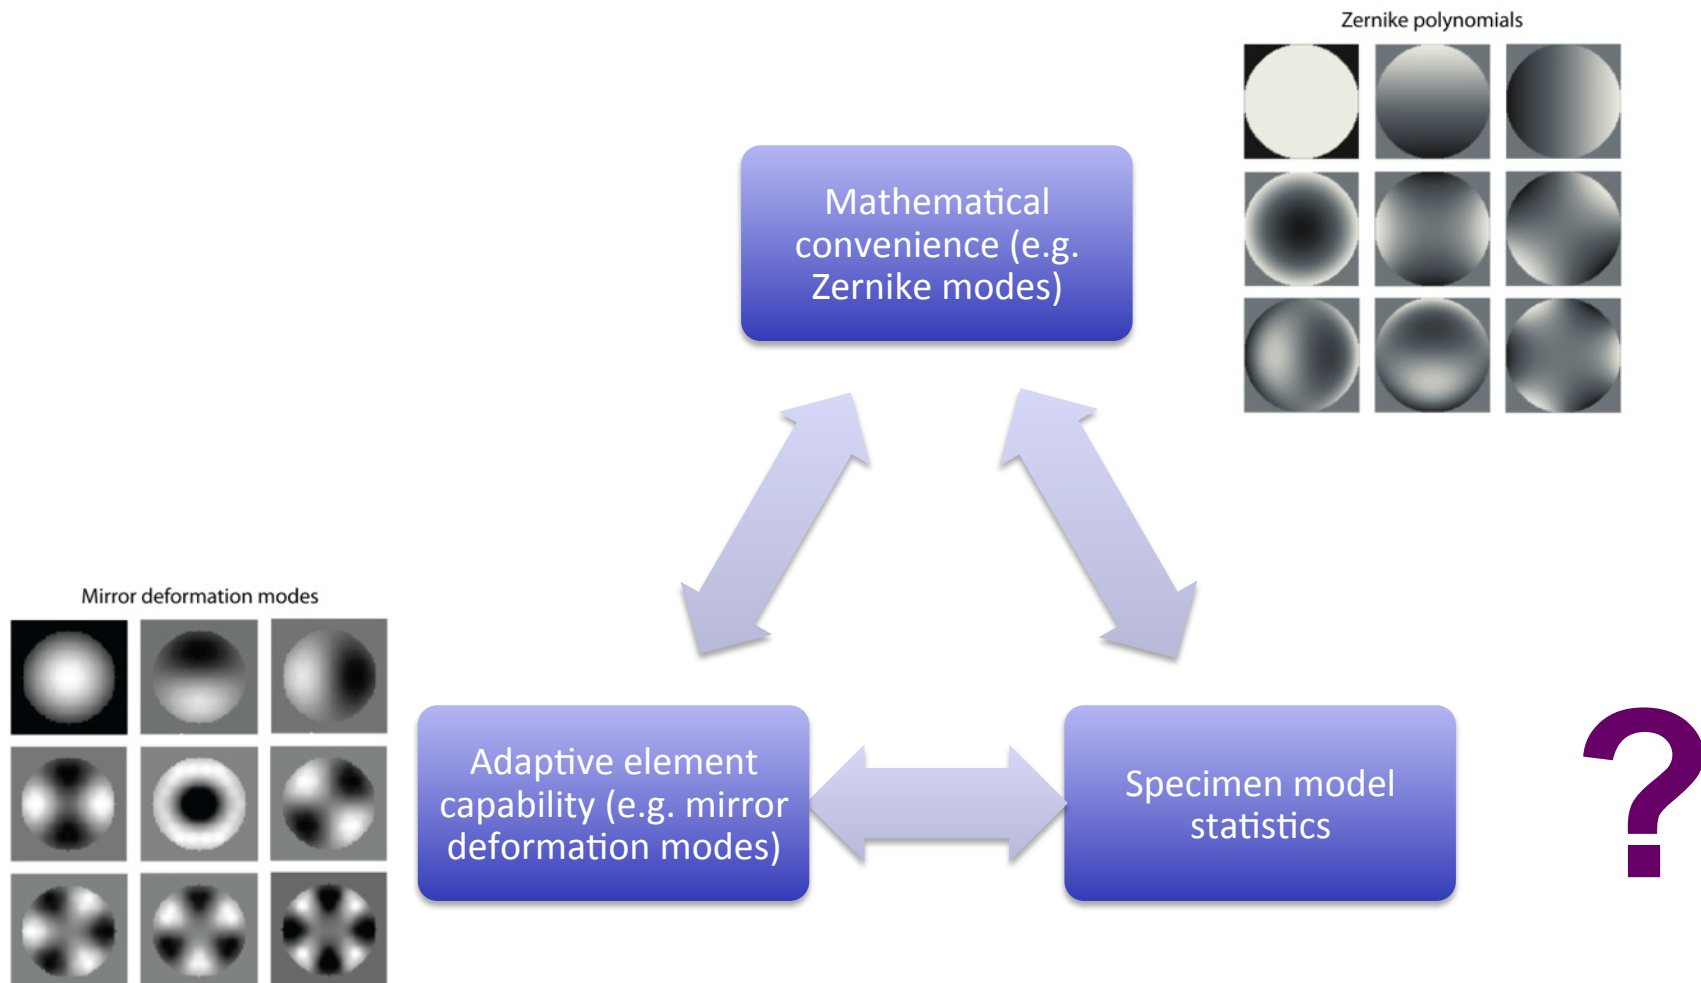 Zernike polynomials
Mathematical
convenience (e.g.
Zernike modes)
Mirror deformation modes
Adaptive element
capability (e.g. mirror
deformation modes)
Specimen model
statistics
?